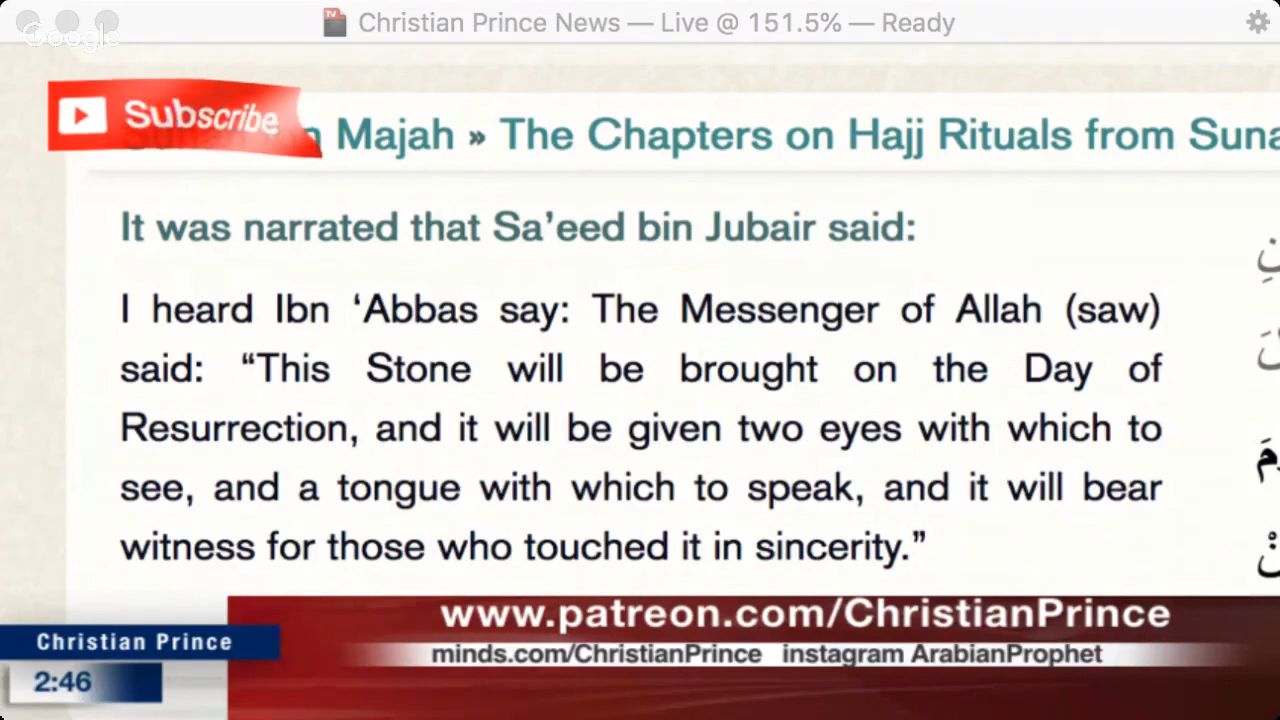 Christian Prince News — Live @ 151.5% — Ready
Google
Subscribe
Majah » The Chapters on Hajj Rituals from
It was narrated that Sa’eed bin Jubair said:
I heard Ibn ‘Abbas say: The Messenger of Allah (saw)
said: “This Stone will be brought on the Day of
Resurrection, and it will be given two eyes with which to
see, and a tongue with which to speak, and it will bear
witness for those who touched it in sincerity.”
www.patreon.com/ChristianPrince
Christian Prince
minds.com/ChristianPrince instagram ArabianProphet
2:46